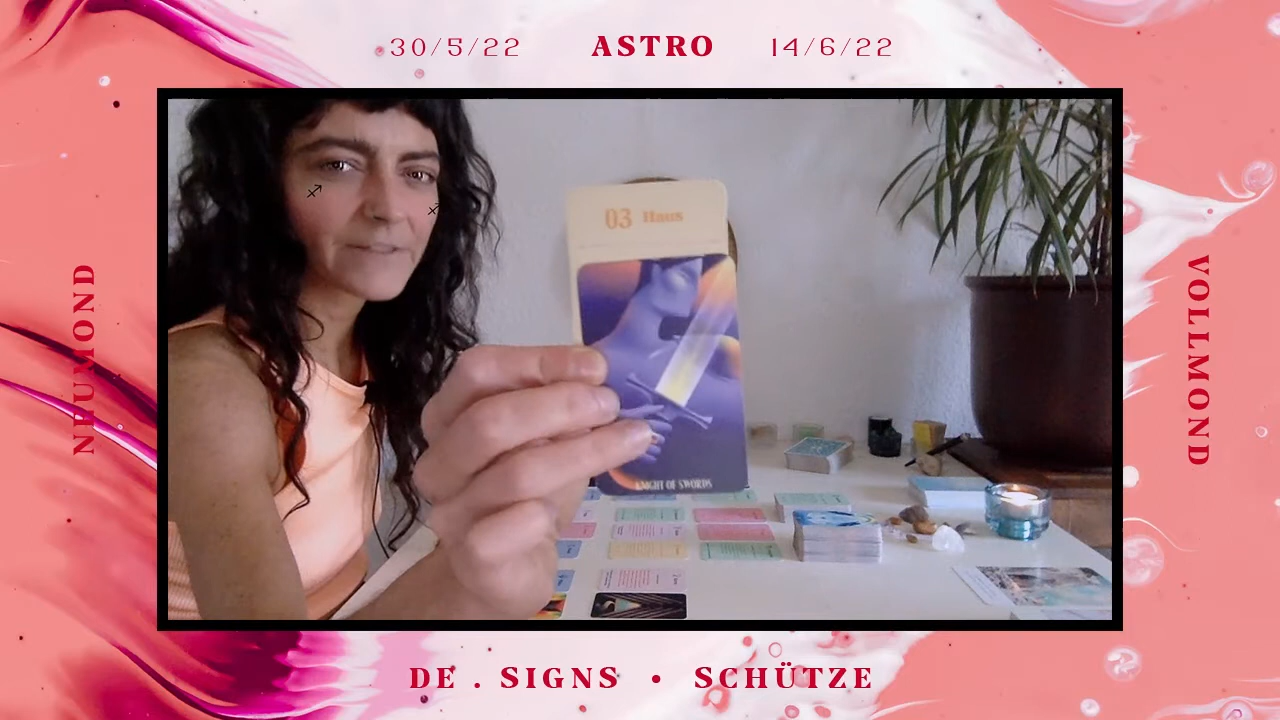 30/5/22 ASTRO 14/6/22
NEUMOND
03 Haus
KNIGHT OF SWORDS
VOLLMOND
DE . SIGNS • SCHÜTZE